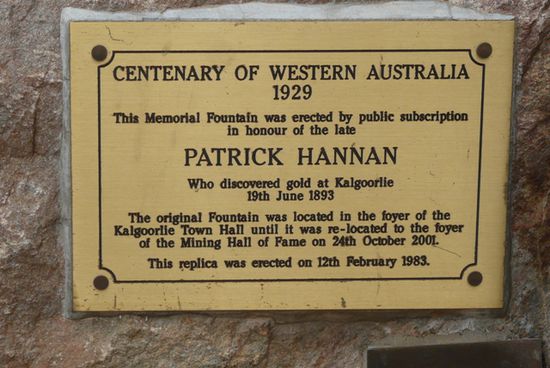 CENTENARY OF WESTERN AUSTRALIA
1929
This Memorial Fountain was erected by public subscription
in honour of the late
PATRICK HANNAN
Who discovered gold at Kalgoorlie
19th June 1893
The original Fountain was located in the foyer of the
Kalgoorlie Town Hall until it was re-located to the foyer
of the Mining Hall of Fame on 24th October 2001.
This replica was erected on 12th February 1983.